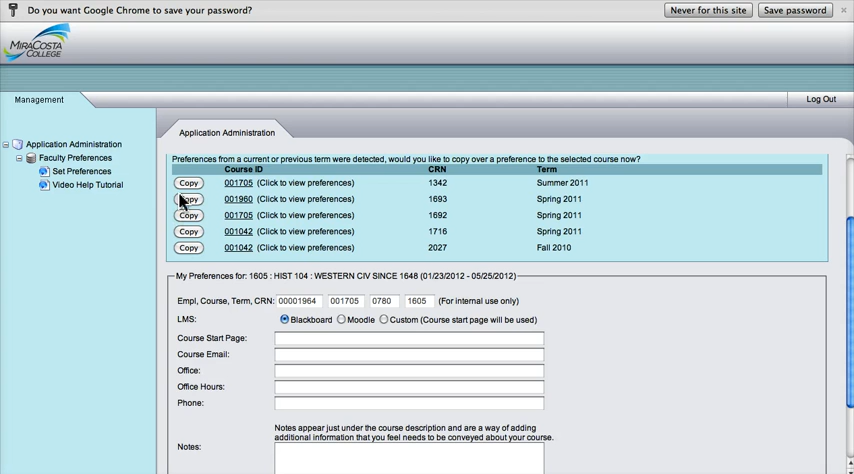 Do you want Google Chrome to save your password? Never for this site Save password
MIRACOSTA
COLLEGE
Management Log Out
Application Administration
Application Administration
Faculty Preferences
Set Preferences
Video Help Tutorial
Preferences from a current or previous term were detected, would you like to copy over a preference to the selected course now?
Course ID CRN Term
Copy 001705 (Click to view preferences) 1342 Summer 2011
Copy 001960 (Click to view preferences) 1693 Spring 2011
Copy 001705 (Click to view preferences) 1692 Spring 2011
Copy 001042 (Click to view preferences) 1716 Spring 2011
Copy 001042 (Click to view preferences) 2027 Fall 2010
My Preferences for: 1605 : HIST 104 : WESTERN CIV SINCE 1648 (01/23/2012 - 05/25/2012)
Empl, Course, Term, CRN: 00001964 001705 0780 1605 (For internal use only)
LMS: Blackboard Moodle Custom (Course start page will be used)
Course Start Page:
Course Email:
Office:
Office Hours:
Phone:
Notes appear just under the course description and are a way of adding
additional information that you feel needs to be conveyed about your course.
Notes: